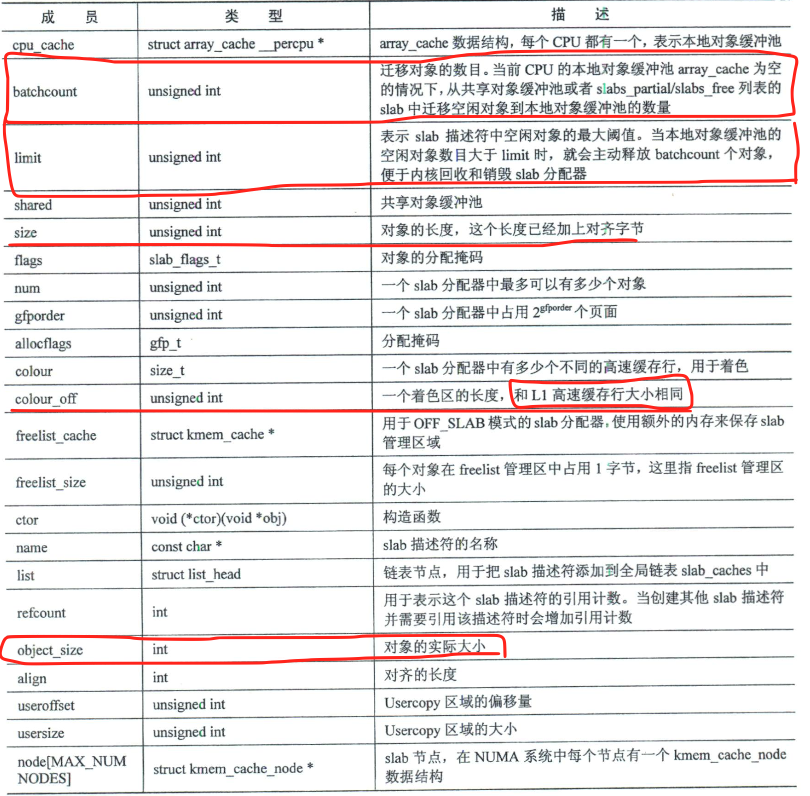 成 员 类 型 描 述
cpu_cache struct array_cache __percpu * array_cache 数据结构，每个 CPU 都有一个，表示本地对象缓冲池
batchcount unsigned int 迁移对象的数目。当前 CPU 的本地对象缓冲池 array_cache 为空
的情况下，从共享对象缓冲池或者 slabs_partial/slabs_free 列表的
slab 中迁移空闲对象到本地对象缓冲池的数量
limit unsigned int 表示 slab 描述符中空闲对象的最大阈值。当本地对象缓冲池的
空闲对象数目大于 limit 时，就会主动释放 batchcount 个对象，
便于内核回收和销毁 slab 分配器
shared unsigned int 共享对象缓冲池
size unsigned int 对象的长度，这个长度已经加上对齐字节
flags slab_flags_t 对象的分配掩码
num unsigned int 一个 slab 分配器中最多可以有多少个对象
gfporder unsigned int 一个 slab 分配器中占用 2^gfporder 个页面
allocflags gfp_t 分配掩码
colour size_t 一个 slab 分配器中有多少个不同的高速缓存行，用于着色
colour_off unsigned int 一个着色区的长度，和 L1 高速缓存行大小相同
freelist_cache struct kmem_cache * 用于 OFF_SLAB 模式的 slab 分配器，使用额外的内存来保存 slab
管理区域
freelist_size unsigned int 每个对象在 freelist 管理区中占用 1 字节，这里指 freelist 管理区
的大小
ctor void (*ctor)(void *obj) 构造函数
name const char * slab 描述符的名称
list struct list_head 链表节点，用于把 slab 描述符添加到全局链表 slab_caches 中
refcount int 用于表示这个 slab 描述符的引用计数。当创建其他 slab 描述符
并需要引用该描述符时会增加引用计数
object_size int 对象的实际大小
align int 对齐的长度
useroffset unsigned int Usercopy 区域的偏移量
usersize unsigned int Usercopy 区域的大小
node[MAX_NUM
NODES] struct kmem_cache_node * slab 节点，在 NUMA 系统中每个节点有一个 kmem_cache_node
数据结构